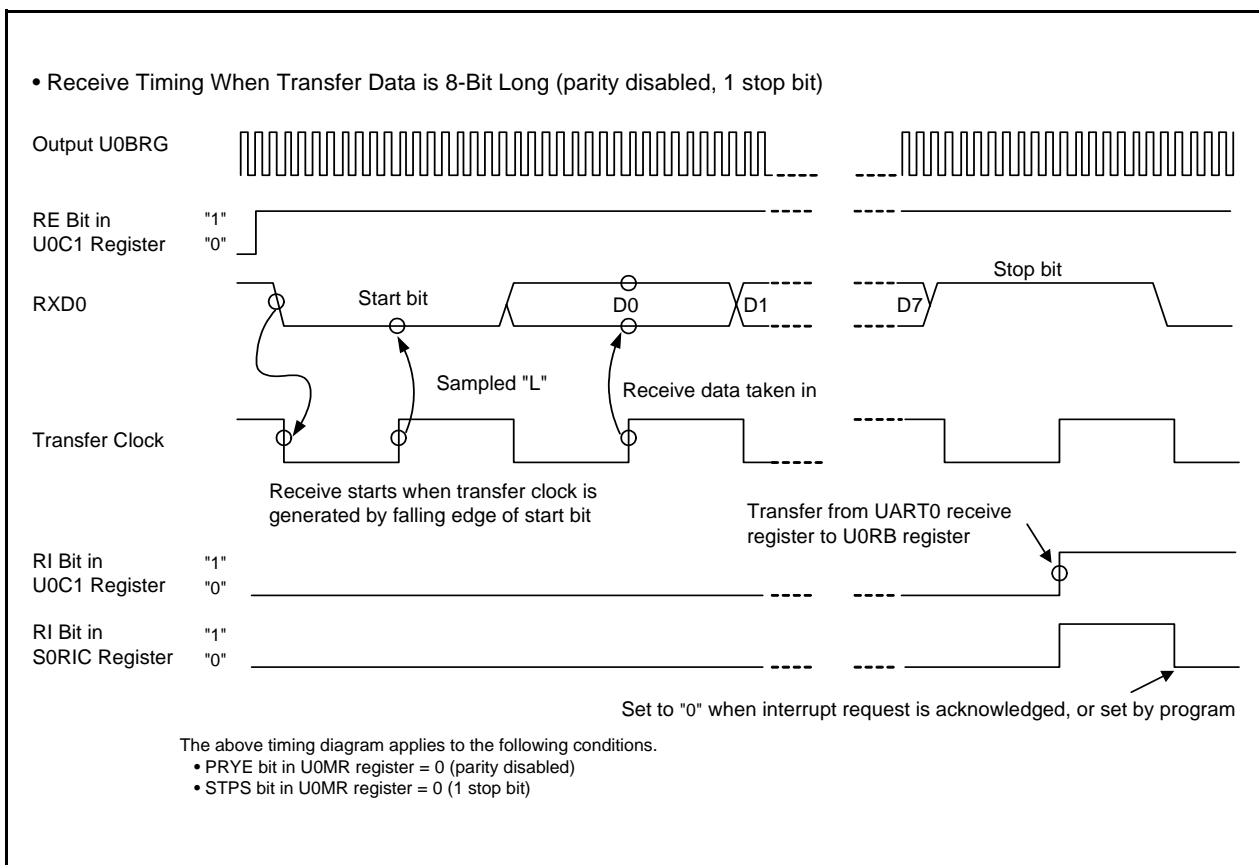 • Receive Timing When Transfer Data is 8-Bit Long (parity disabled, 1 stop bit)
Output U0BRG
RE Bit in
U0C1 Register
"1"
"0"
RXD0
Start bit
D0
D1
D7
Stop bit
Sampled "L"
Receive data taken in
Transfer Clock
Receive starts when transfer clock is
generated by falling edge of start bit
Transfer from UART0 receive
register to U0RB register
RI Bit in
U0C1 Register
"1"
"0"
RI Bit in
S0RIC Register
"1"
"0"
Set to "0" when interrupt request is acknowledged, or set by program
The above timing diagram applies to the following conditions.
• PRYE bit in U0MR register = 0 (parity disabled)
• STPS bit in U0MR register = 0 (1 stop bit)